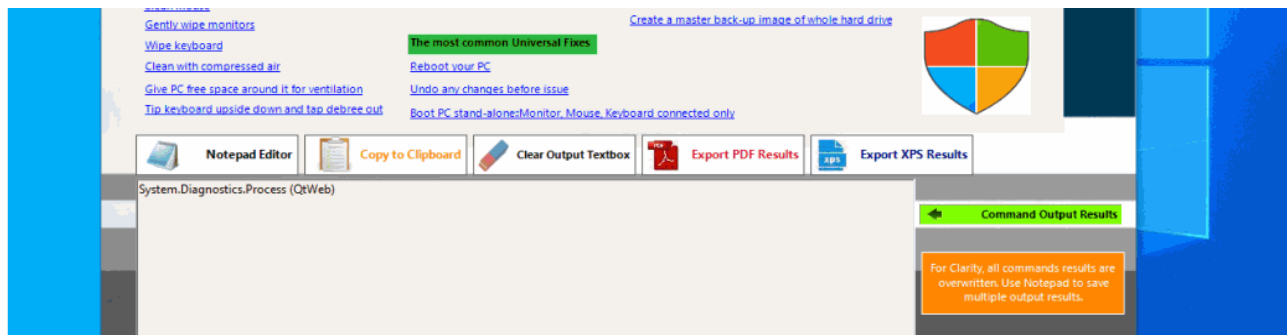 Clean mouse
Gently wipe monitors
Create a master back-up image of whole hard drive
Wipe keyboard
The most common Universal Fixes
Clean with compressed air
Reboot your PC
Give PC free space around it for ventilation
Undo any changes before issue
Tip keyboard upside down and tap debree out
Boot PC stand-alone:Monitor, Mouse, Keyboard connected only
Notepad Editor
Copy to Clipboard
Clear Output Textbox
PDF
Export PDF Results
xps
Export XPS Results
System.Diagnostics.Process (QtWeb)
Command Output Results
For Clarity, all commands results are
overwritten. Use Notepad to save
multiple output results.